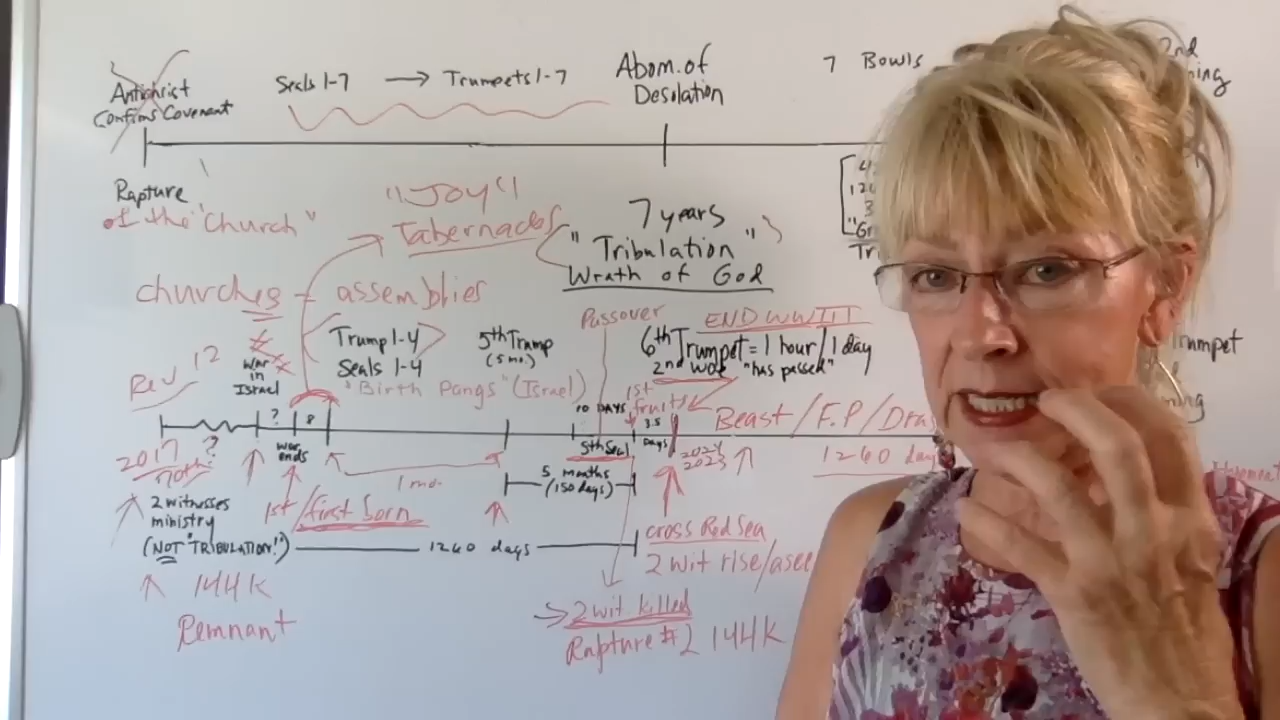 Antichrist
Confirms Covenant
Seals 1-7 → Trumpets 1-7
Abom. of
Desolation
7 Bowls
2nd
Rapture
of the "Church"
"JOY"
Tabernacles
7 years
"Tribulation"
Wrath of God
churches - assemblies
Rev 12
war
in
Israel
Trump 1-4
Seals 1-4
"Birth Pangs" (Israel)
5th Trump
(5 mo.)
Passover
END WWIII
6th Trumpet = 1 hour/1 day
2nd woe "has passed"
1st
fruits
10 DAYS
3.5
Days
? 8
war
ends
5th Seal
Beast / F.P / Dra
2024
2023
1260 day
2017
?
1 mo.
5 months
(150 days)
2 witnesses
ministry
(NOT "TRIBULATION!")
1st/first born
1260 days
cross Red Sea
2 wit rise/asce
144K
Remnant
2 wit killed
Rapture #2 144K